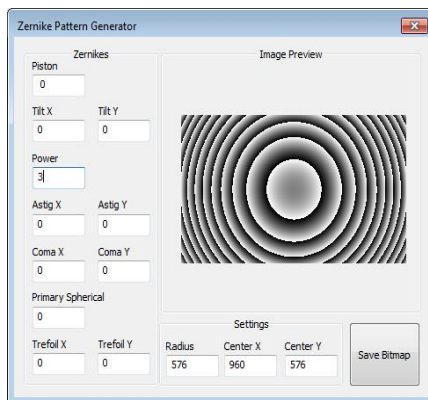 Zernike Pattern Generator
Zernikes
Piston
0
Tilt X Tilt Y
0 0
Power
3
Astig X Astig Y
0 0
Coma X Coma Y
0 0
Primary Spherical
0
Trefoil X Trefoil Y
0 0
Image Preview
Settings
Radius Center X Center Y
576 960 576
Save Bitmap